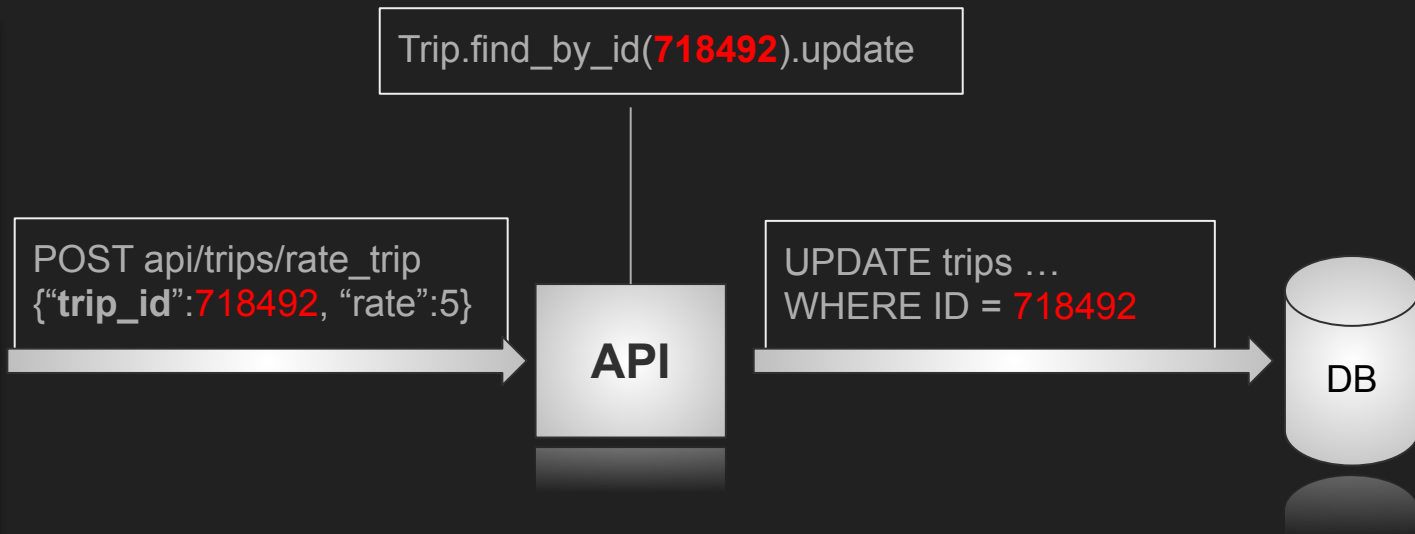 Trip.find_by_id(718492).update
POST api/trips/rate_trip
{“trip_id”:718492, “rate”:5}
UPDATE trips …
WHERE ID = 718492
API
DB